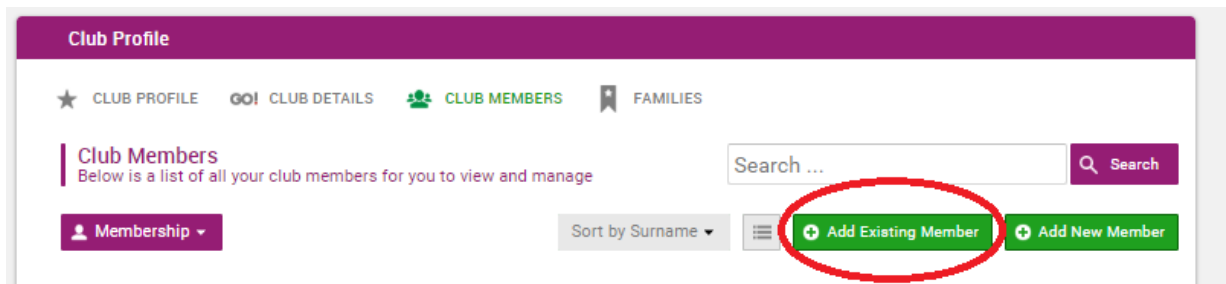 Club Profile
CLUB PROFILE GO! CLUB DETAILS CLUB MEMBERS FAMILIES
Club Members
Below is a list of all your club members for you to view and manage
Search ... Search
Membership Sort by Surname Add Existing Member Add New Member